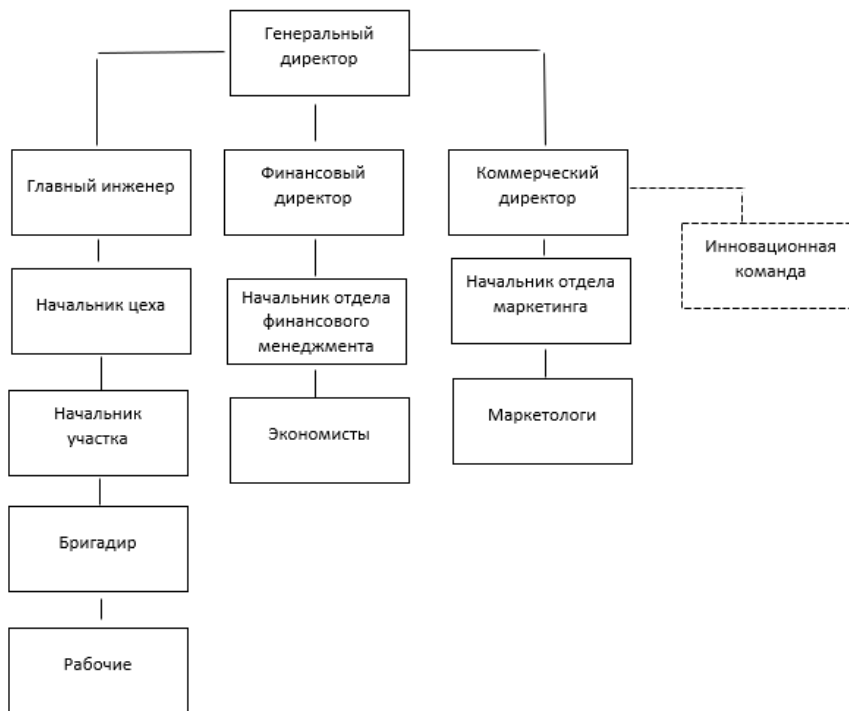 Генеральный
директор
Главный инженер
Финансовый
директор
Коммерческий
директор
Инновационная
команда
Начальник цеха
Начальник отдела
финансового
менеджмента
Начальник отдела
маркетинга
Начальник
участка
Экономисты
Маркетологи
Бригадир
Рабочие